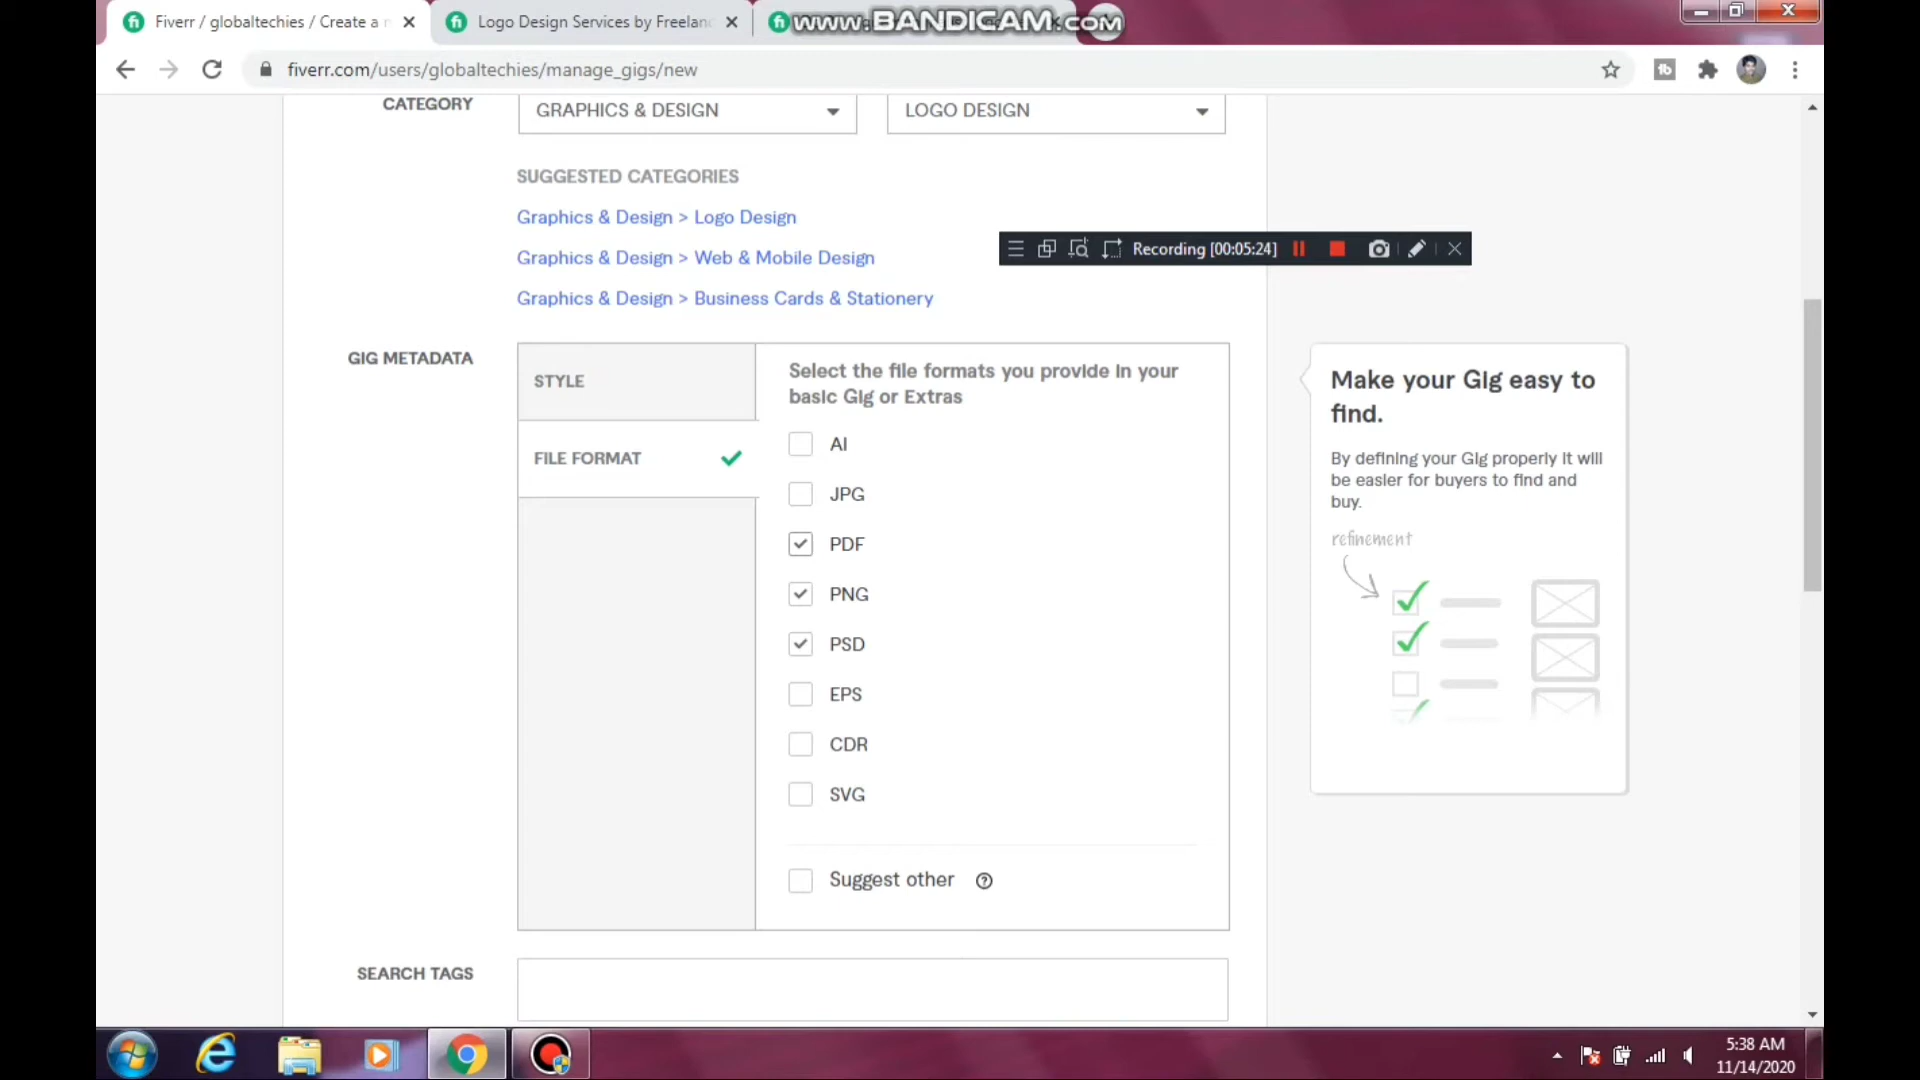 Fiverr / globaltechies / Create a n
Logo Design Services by Freelanc
www.BANDICAM.com
fiverr.com/users/globaltechies/manage_gigs/new
CATEGORY
GRAPHICS & DESIGN
LOGO DESIGN
SUGGESTED CATEGORIES
Graphics & Design > Logo Design
Graphics & Design > Web & Mobile Design
Graphics & Design > Business Cards & Stationery
Recording [00:05:24]
GIG METADATA
STYLE
FILE FORMAT
Select the file formats you provide in your
basic Gig or Extras
AI
JPG
PDF
PNG
PSD
EPS
CDR
SVG
Suggest other
SEARCH TAGS
Make your Gig easy to
find.
By defining your Gig properly it will
be easier for buyers to find and
buy.
refinement
5:38 AM
11/14/2020